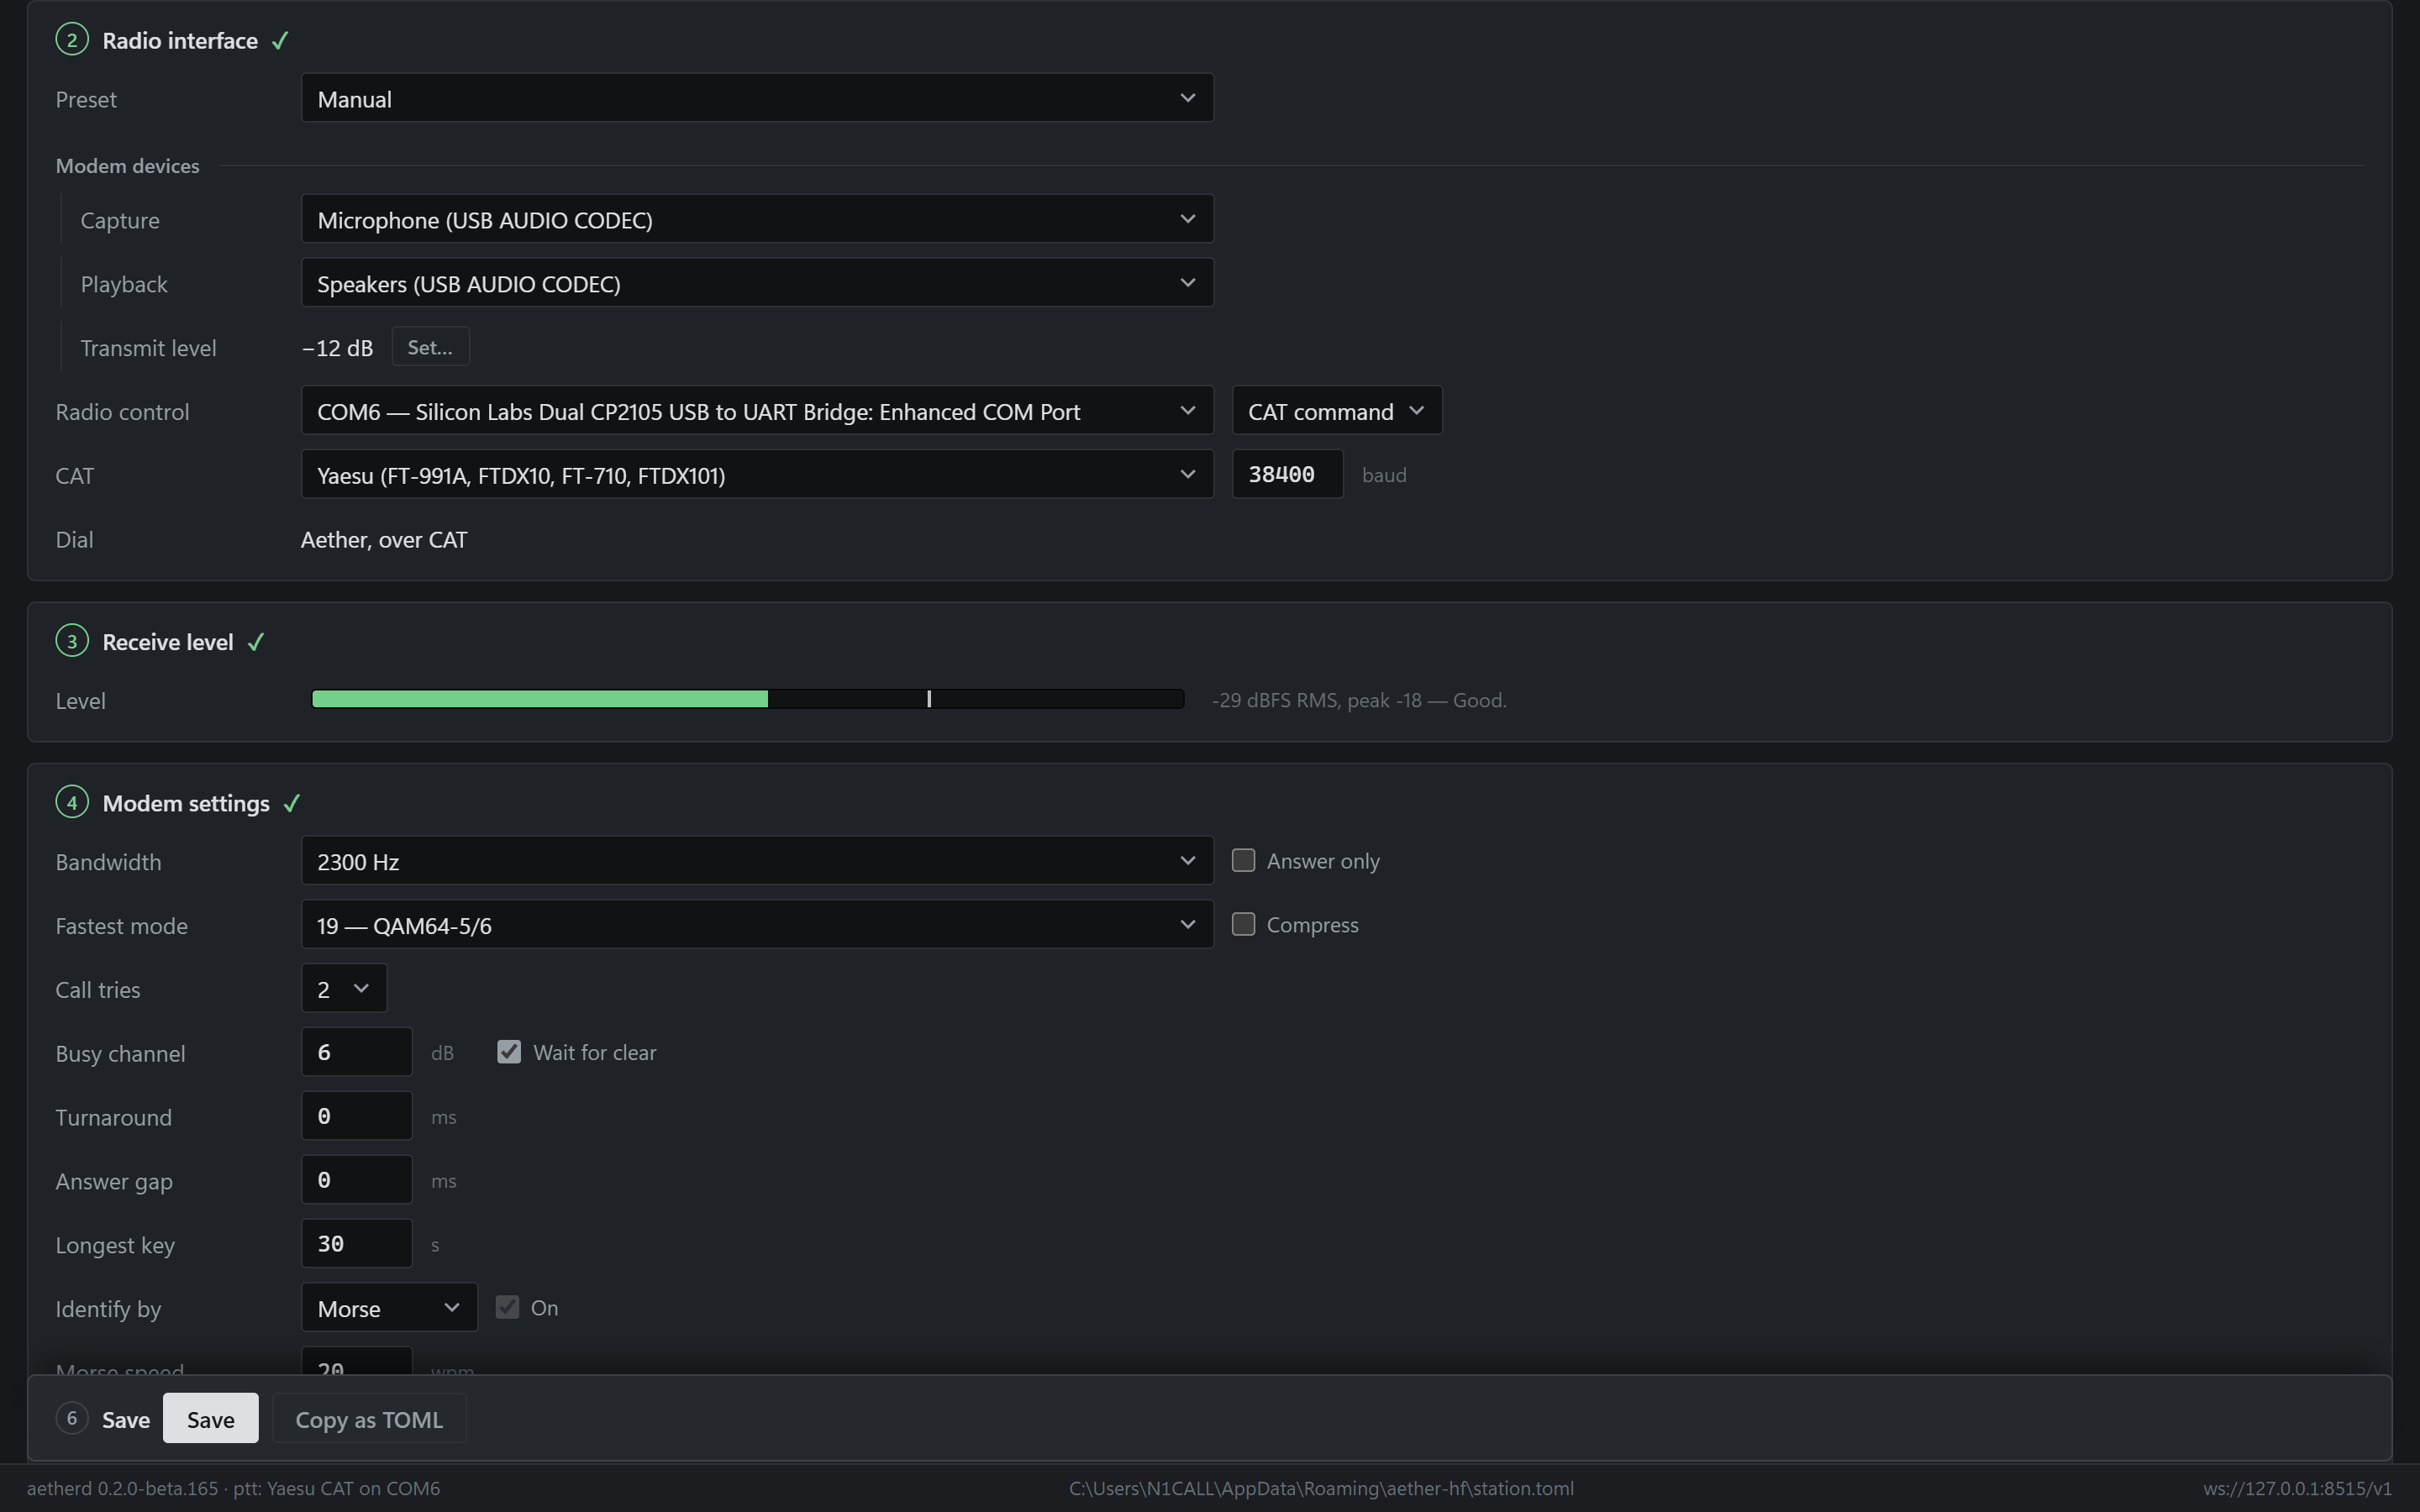 2 Radio interface ✓
Preset Manual
Modem devices
Capture Microphone (USB AUDIO CODEC)
Playback Speakers (USB AUDIO CODEC)
Transmit level −12 dB Set...
Radio control COM6 — Silicon Labs Dual CP2105 USB to UART Bridge: Enhanced COM Port CAT command
CAT Yaesu (FT-991A, FTDX10, FT-710, FTDX101) 38400 baud
Dial Aether, over CAT
3 Receive level ✓
Level -29 dBFS RMS, peak -18 — Good.
4 Modem settings ✓
Bandwidth 2300 Hz Answer only
Fastest mode 19 — QAM64-5/6 Compress
Call tries 2
Busy channel 6 dB Wait for clear
Turnaround 0 ms
Answer gap 0 ms
Longest key 30 s
Identify by Morse On
Morse speed 20 wpm
6 Save Save Copy as TOML
aetherd 0.2.0-beta.165 · ptt: Yaesu CAT on COM6 C:\Users\N1CALL\AppData\Roaming\aether-hf\station.toml ws://127.0.0.1:8515/v1